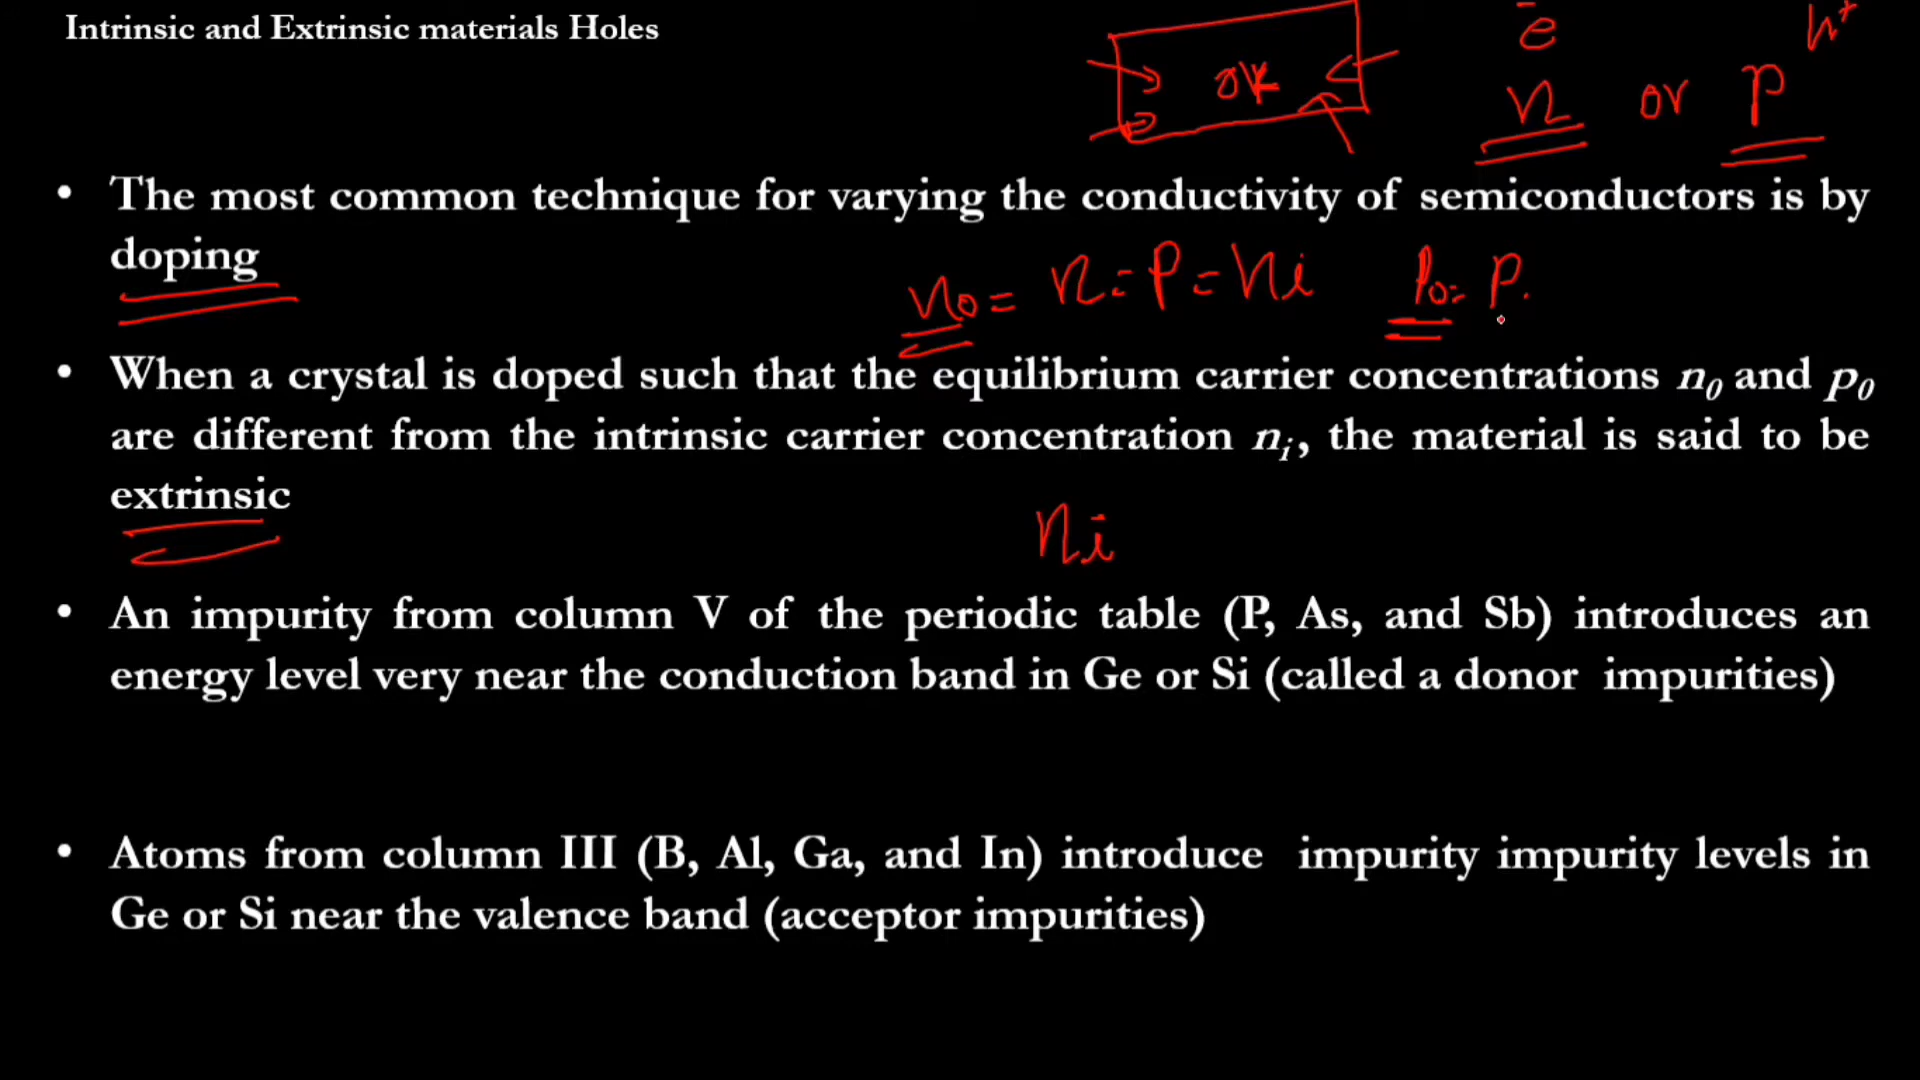 Intrinsic and Extrinsic materials Holes
0K
e̅
h⁺
n or p
• The most common technique for varying the conductivity of semiconductors is by
doping
n₀ = n = p = nᵢ
p₀ = p.
• When a crystal is doped such that the equilibrium carrier concentrations n₀ and p₀
are different from the intrinsic carrier concentration nᵢ, the material is said to be
extrinsic
nᵢ
• An impurity from column V of the periodic table (P, As, and Sb) introduces an
energy level very near the conduction band in Ge or Si (called a donor impurities)
• Atoms from column III (B, Al, Ga, and In) introduce impurity impurity levels in
Ge or Si near the valence band (acceptor impurities)